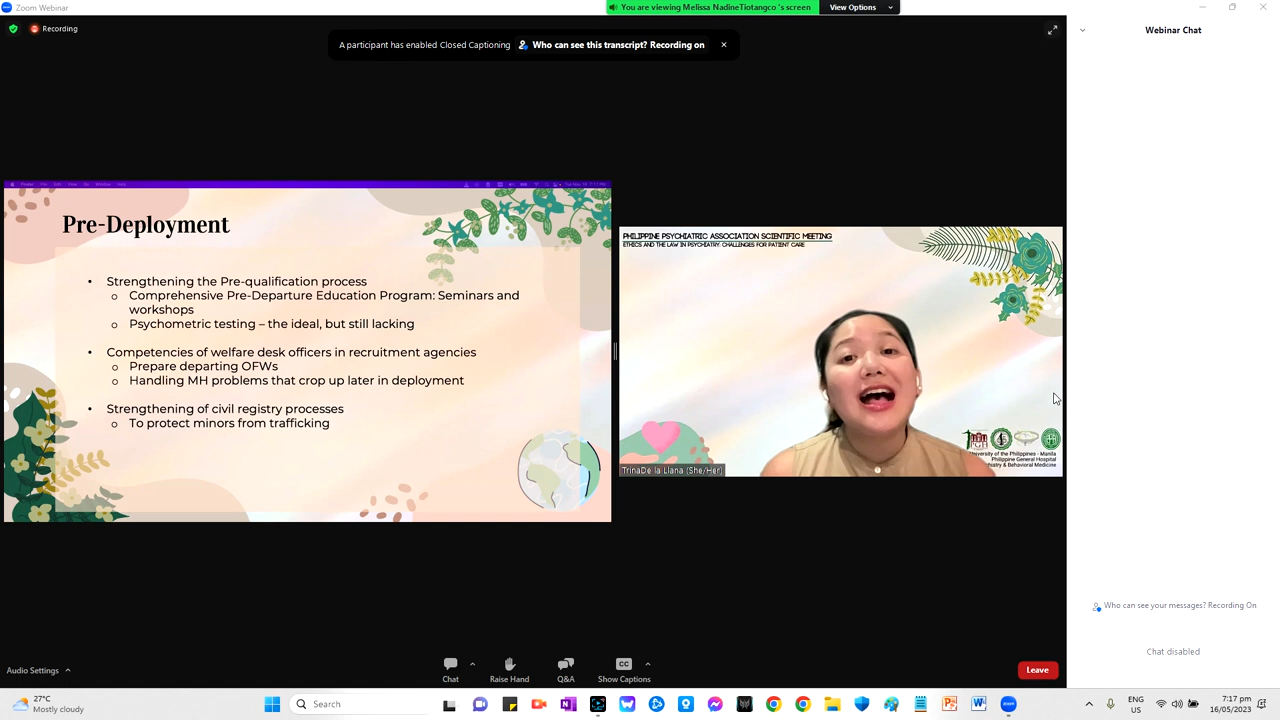 Zoom Webinar
You are viewing Melissa NadineTiotangco 's screen
View Options
Recording
A participant has enabled Closed Captioning
Who can see this transcript? Recording on
Webinar Chat
Pre-Deployment
• Strengthening the Pre-qualification process
o Comprehensive Pre-Departure Education Program: Seminars and
workshops
o Psychometric testing – the ideal, but still lacking
• Competencies of welfare desk officers in recruitment agencies
o Prepare departing OFWs
o Handling MH problems that crop up later in deployment
• Strengthening of civil registry processes
o To protect minors from trafficking
PHILIPPINE PSYCHIATRIC ASSOCIATION SCIENTIFIC MEETING
ETHICS AND THE LAW IN PSYCHIATRY: CHALLENGES FOR PATIENT CARE
University of the Philippines - Manila
Philippine General Hospital
& Behavioral Medicine
TrinaDe la Llana (She/Her)
Who can see your messages? Recording On
Chat disabled
Audio Settings
Chat
Raise Hand
Q&A
CC
Show Captions
Leave
27°C
Mostly cloudy
Search
ENG
US
7:17 pm
16/05/2023